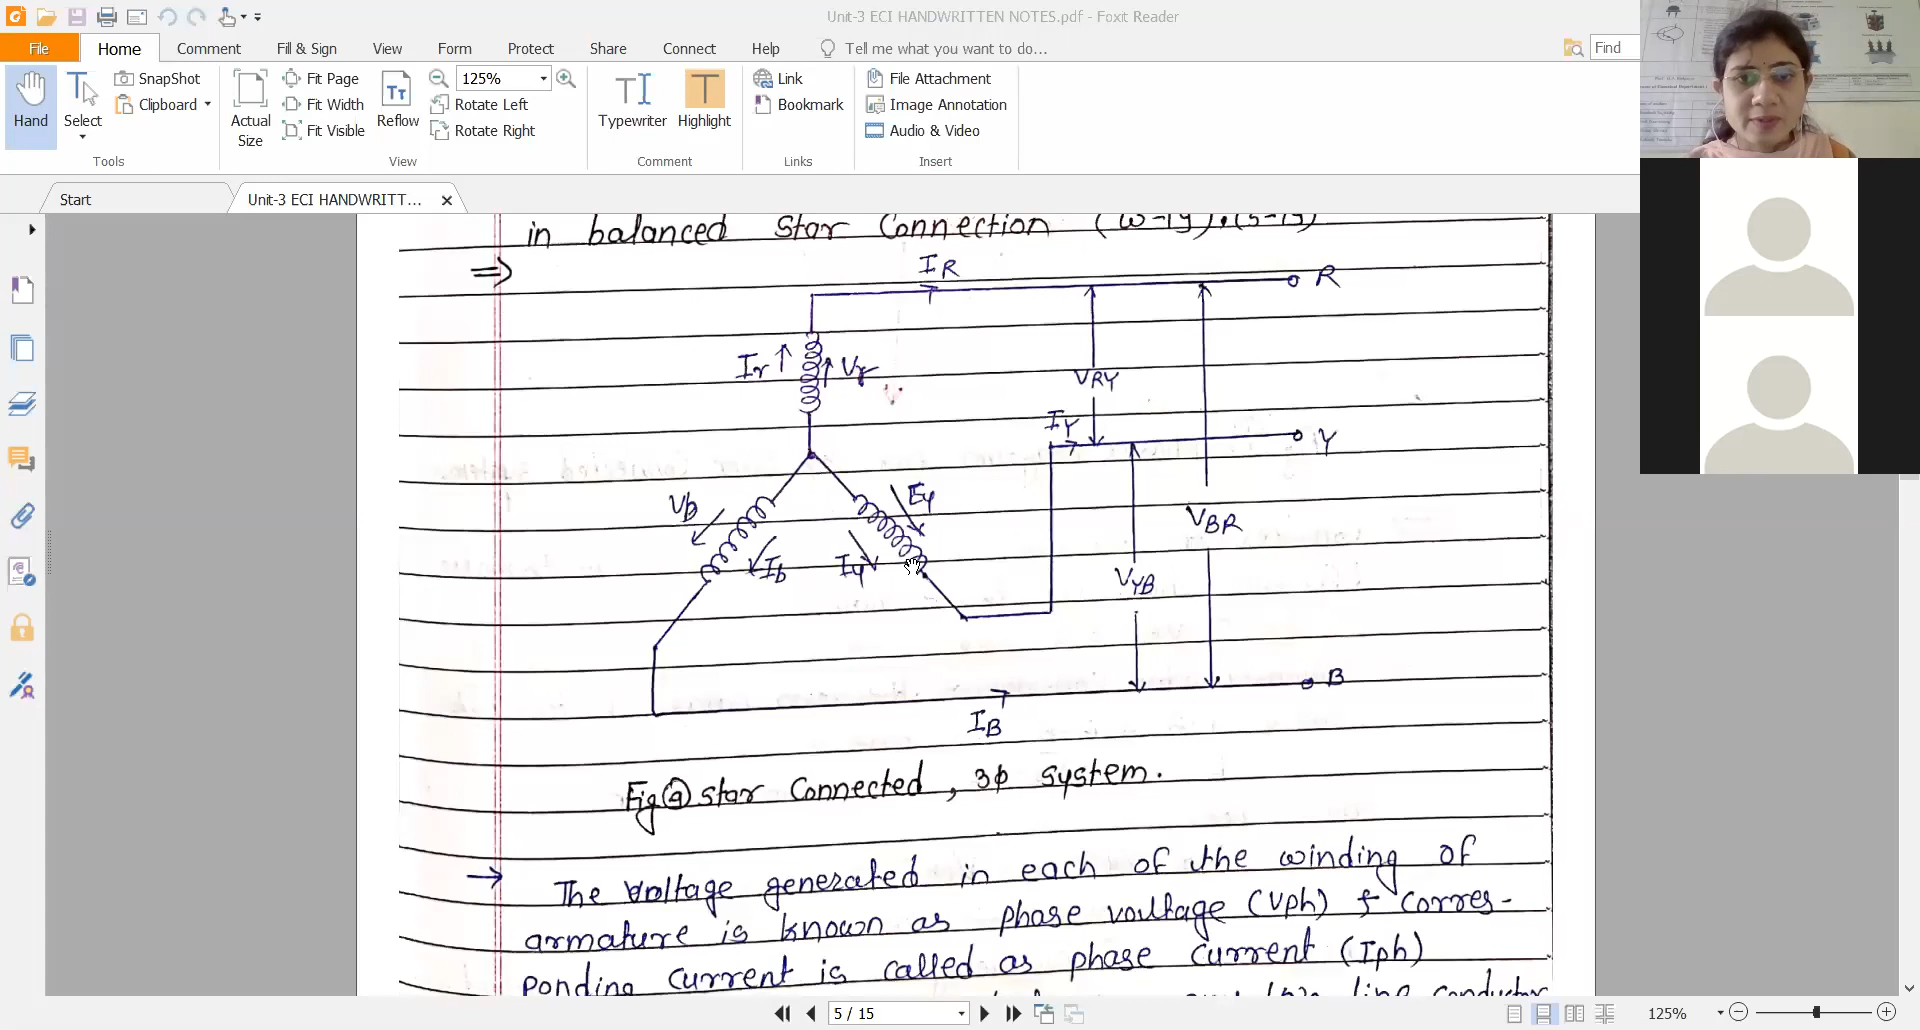 Unit-3 ECI HANDWRITTEN NOTES.pdf - Foxit Reader
File Home Comment Fill & Sign View Form Protect Share Connect Help Tell me what you want to do... Find
Hand
Select
SnapShot
Clipboard
Tools
Actual Size
Fit Page
Fit Width
Fit Visible
Reflow
125%
Rotate Left
Rotate Right
View
Typewriter
Highlight
Comment
Link
Bookmark
Links
File Attachment
Image Annotation
Audio & Video
Insert
Start
Unit-3 ECI HANDWRITT...
in balanced Star Connection
=>
IR
R
Ir
Vr
VRY
IY
Y
Vb
Ey
VBR
Ib
Iy
VYB
B
IB
Fig (a) Star Connected, 3φ system.
→ The voltage generated in each of the winding of
armature is known as phase voultage (Vph) & corres-
ponding current is called as phase current (Iph)
line conductor
5 / 15
125%